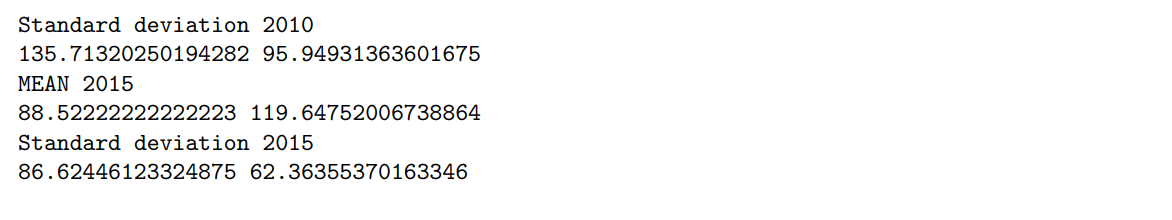 Standard deviation 2010
135.71320250194282 95.94931363601675
MEAN 2015
88.52222222222223 119.64752006738864
Standard deviation 2015
86.62446123324875 62.36355370163346